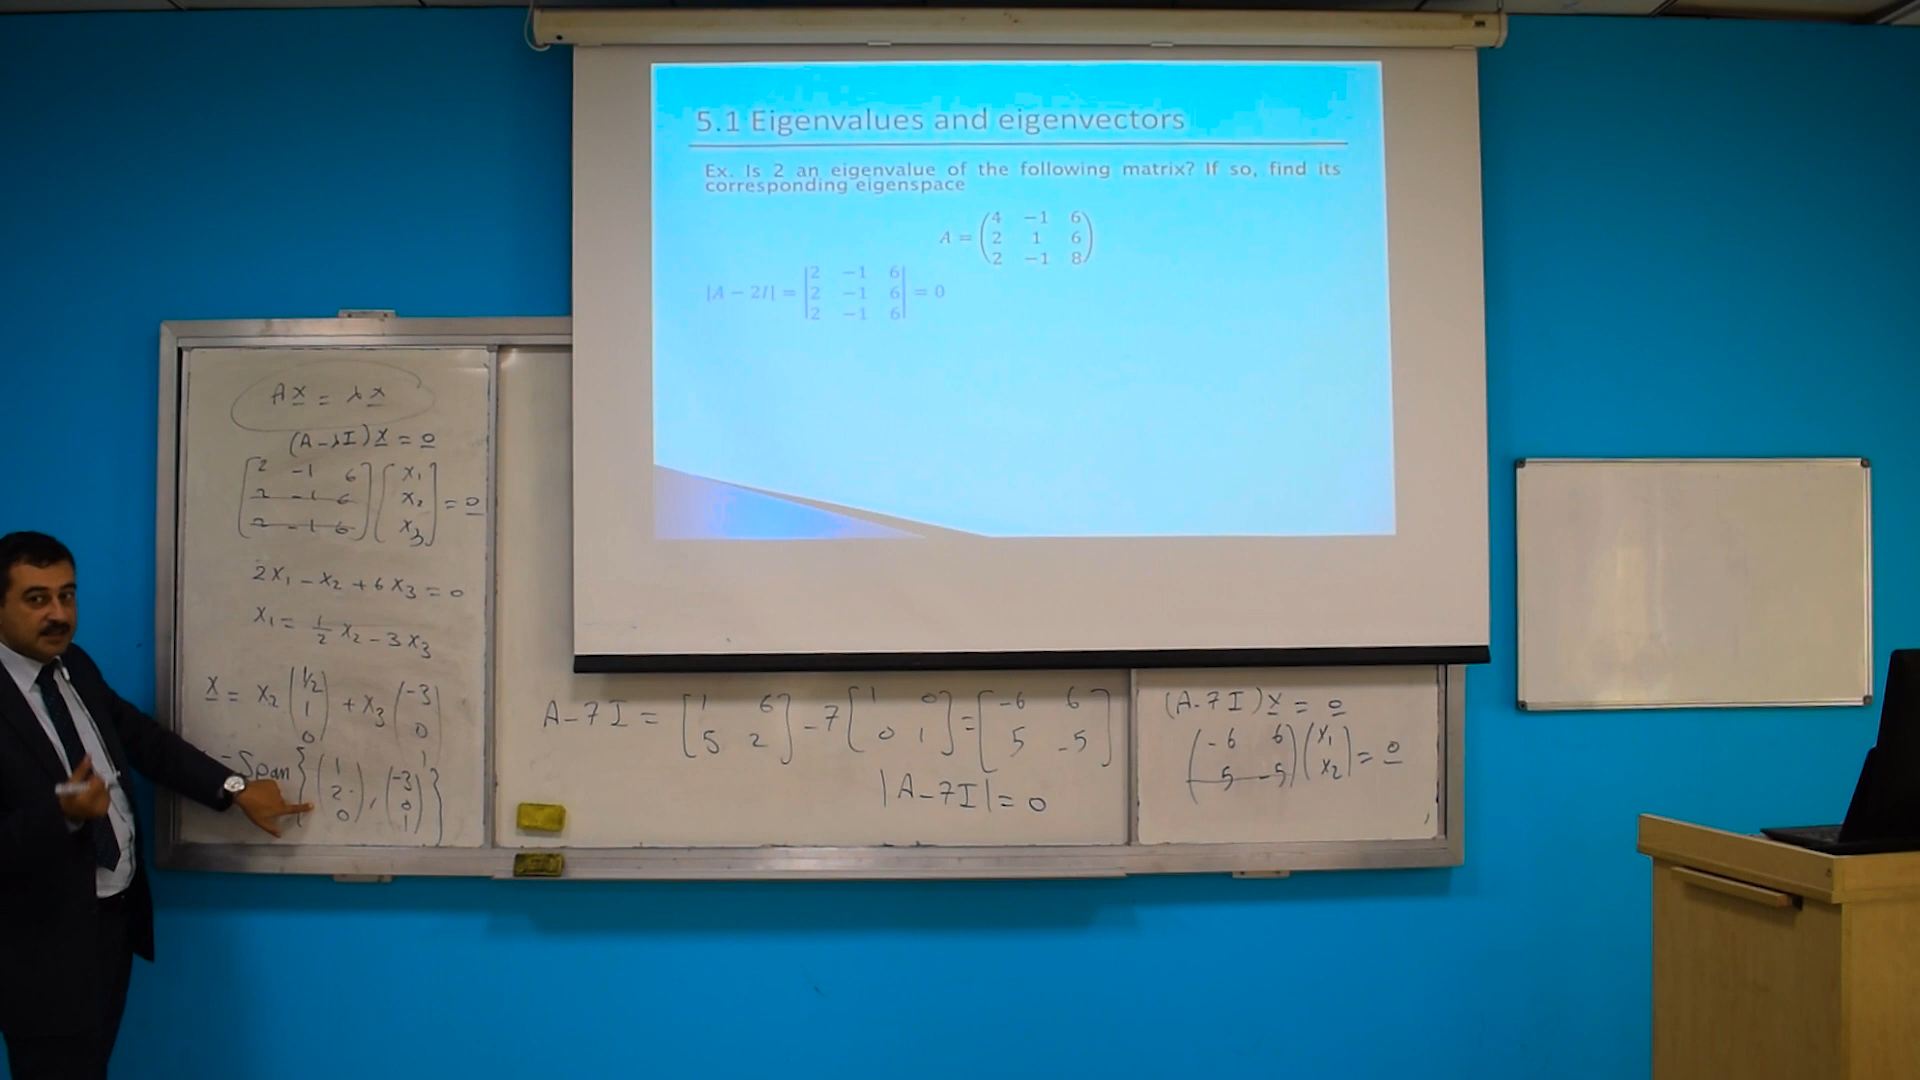 5.1 Eigenvalues and eigenvectors
Ex. Is 2 an eigenvalue of the following matrix? If so, find its
corresponding eigenspace
A = (4 −1 6
2 1 6
2 −1 8)
|A − 2I| = |2 −1 6
2 −1 6
2 −1 6| = 0
A x = λ x
(A - λI) x = 0
[2 -1 6
2 -1 6
2 -1 6] [x1
x2
x3] = 0
2x1 - x2 + 6x3 = 0
x1 = 1/2 x2 - 3x3
x = x2 (1/2
1
0) + x3 (-3
0
1)
= Span { (1
2
0), (-3
0
1) }
A - 7I = [1 6
5 2] - 7 [1 0
0 1] = [-6 6
5 -5]
|A - 7I| = 0
(A - 7I) x = 0
(-6 6
5 -5) (x1
x2) = 0